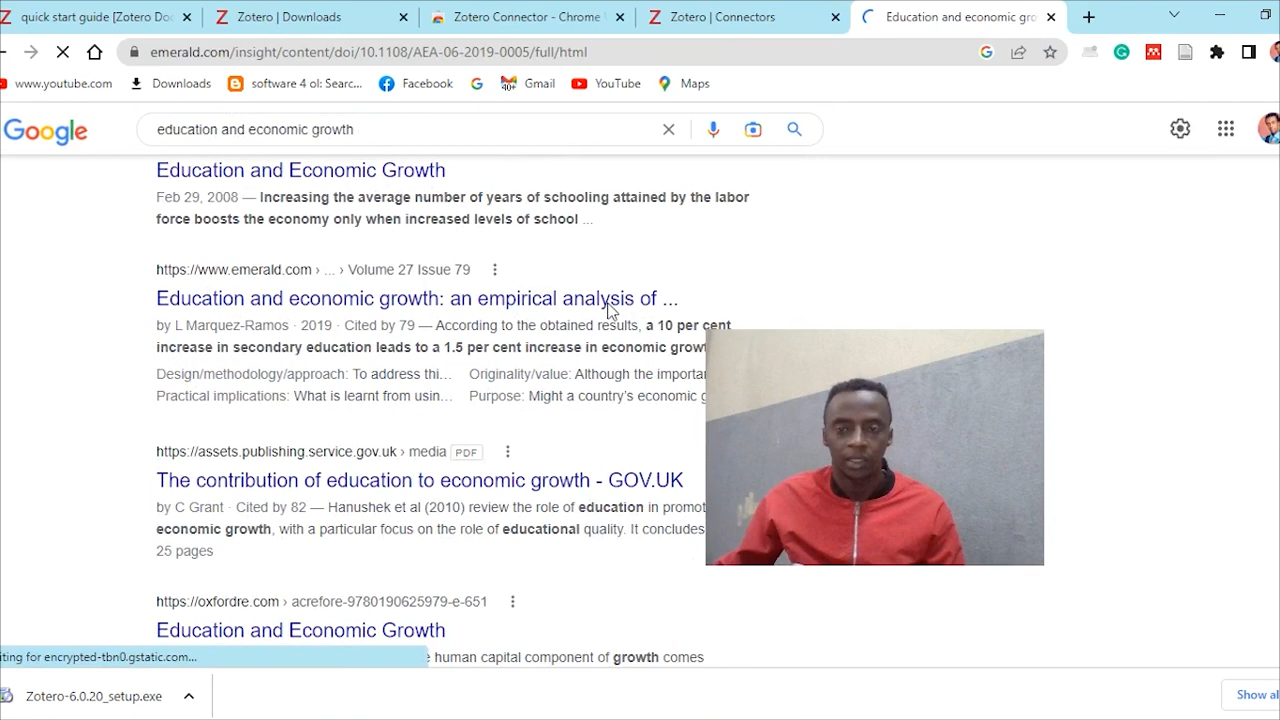 quick start guide [Zotero Doc
Zotero | Downloads
Zotero Connector - Chrome
Zotero | Connectors
Education and economic gro
emerald.com/insight/content/doi/10.1108/AEA-06-2019-0005/full/html
www.youtube.com
Downloads
software 4 ol: Searc...
Facebook
40+
Gmail
YouTube
Maps
Google
education and economic growth
Education and Economic Growth
Feb 29, 2008 — Increasing the average number of years of schooling attained by the labor
force boosts the economy only when increased levels of school ...
https://www.emerald.com › ... › Volume 27 Issue 79
Education and economic growth: an empirical analysis of ...
by L Marquez-Ramos · 2019 · Cited by 79 — According to the obtained results, a 10 per cent
increase in secondary education leads to a 1.5 per cent increase in economic growt
Design/methodology/approach: To address thi... Originality/value: Although the importa
Practical implications: What is learnt from usin... Purpose: Might a country's economic g
https://assets.publishing.service.gov.uk › media PDF
The contribution of education to economic growth - GOV.UK
by C Grant · Cited by 82 — Hanushek et al (2010) review the role of education in promot
economic growth, with a particular focus on the role of educational quality. It concludes
25 pages
https://oxfordre.com › acrefore-9780190625979-e-651
Education and Economic Growth
iting for encrypted-tbn0.gstatic.com...
e human capital component of growth comes
Zotero-6.0.20_setup.exe
Show al